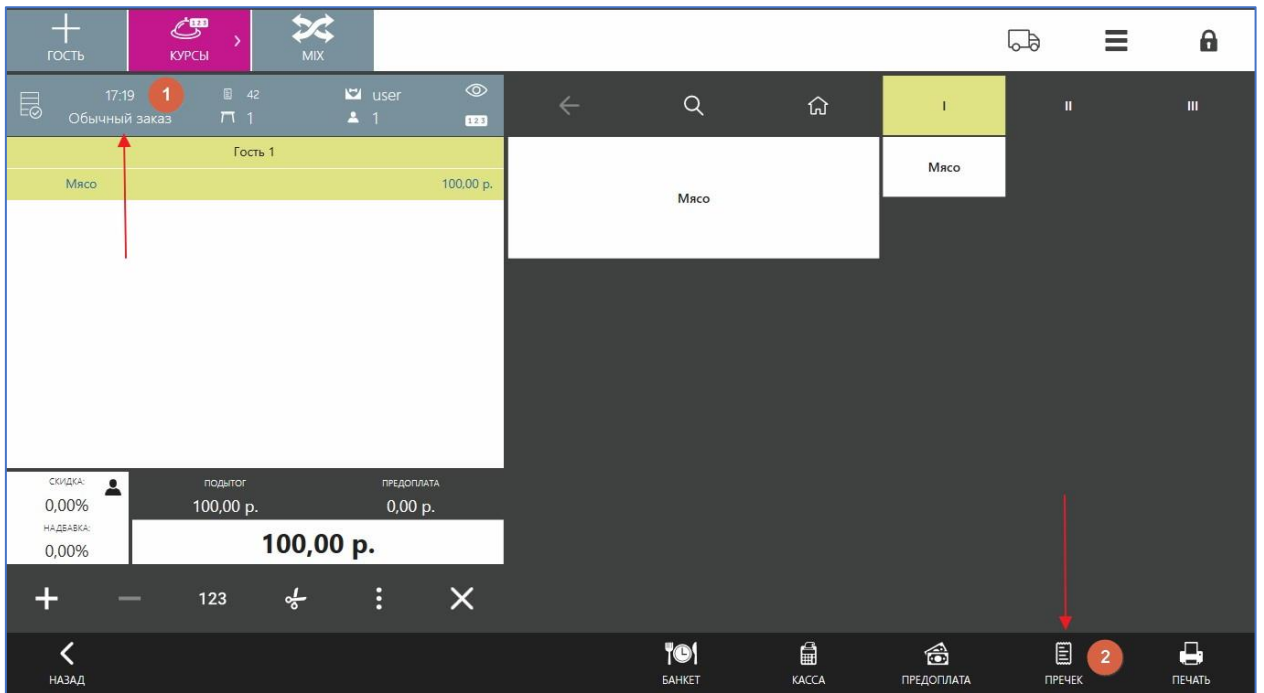 ГОСТЬ
КУРСЫ
MIX
17:19 1 42 user
Обычный заказ 1 1 123
I II III
Гость 1
Мясо 100,00 р.
Мясо
Мясо
СКИДКА: ПОДЫТОГ ПРЕДОПЛАТА
0,00% 100,00 р. 0,00 р.
НАДБАВКА:
0,00% 100,00 р.
123
НАЗАД БАНКЕТ КАССА ПРЕДОПЛАТА ПРЕЧЕК 2 ПЕЧАТЬ